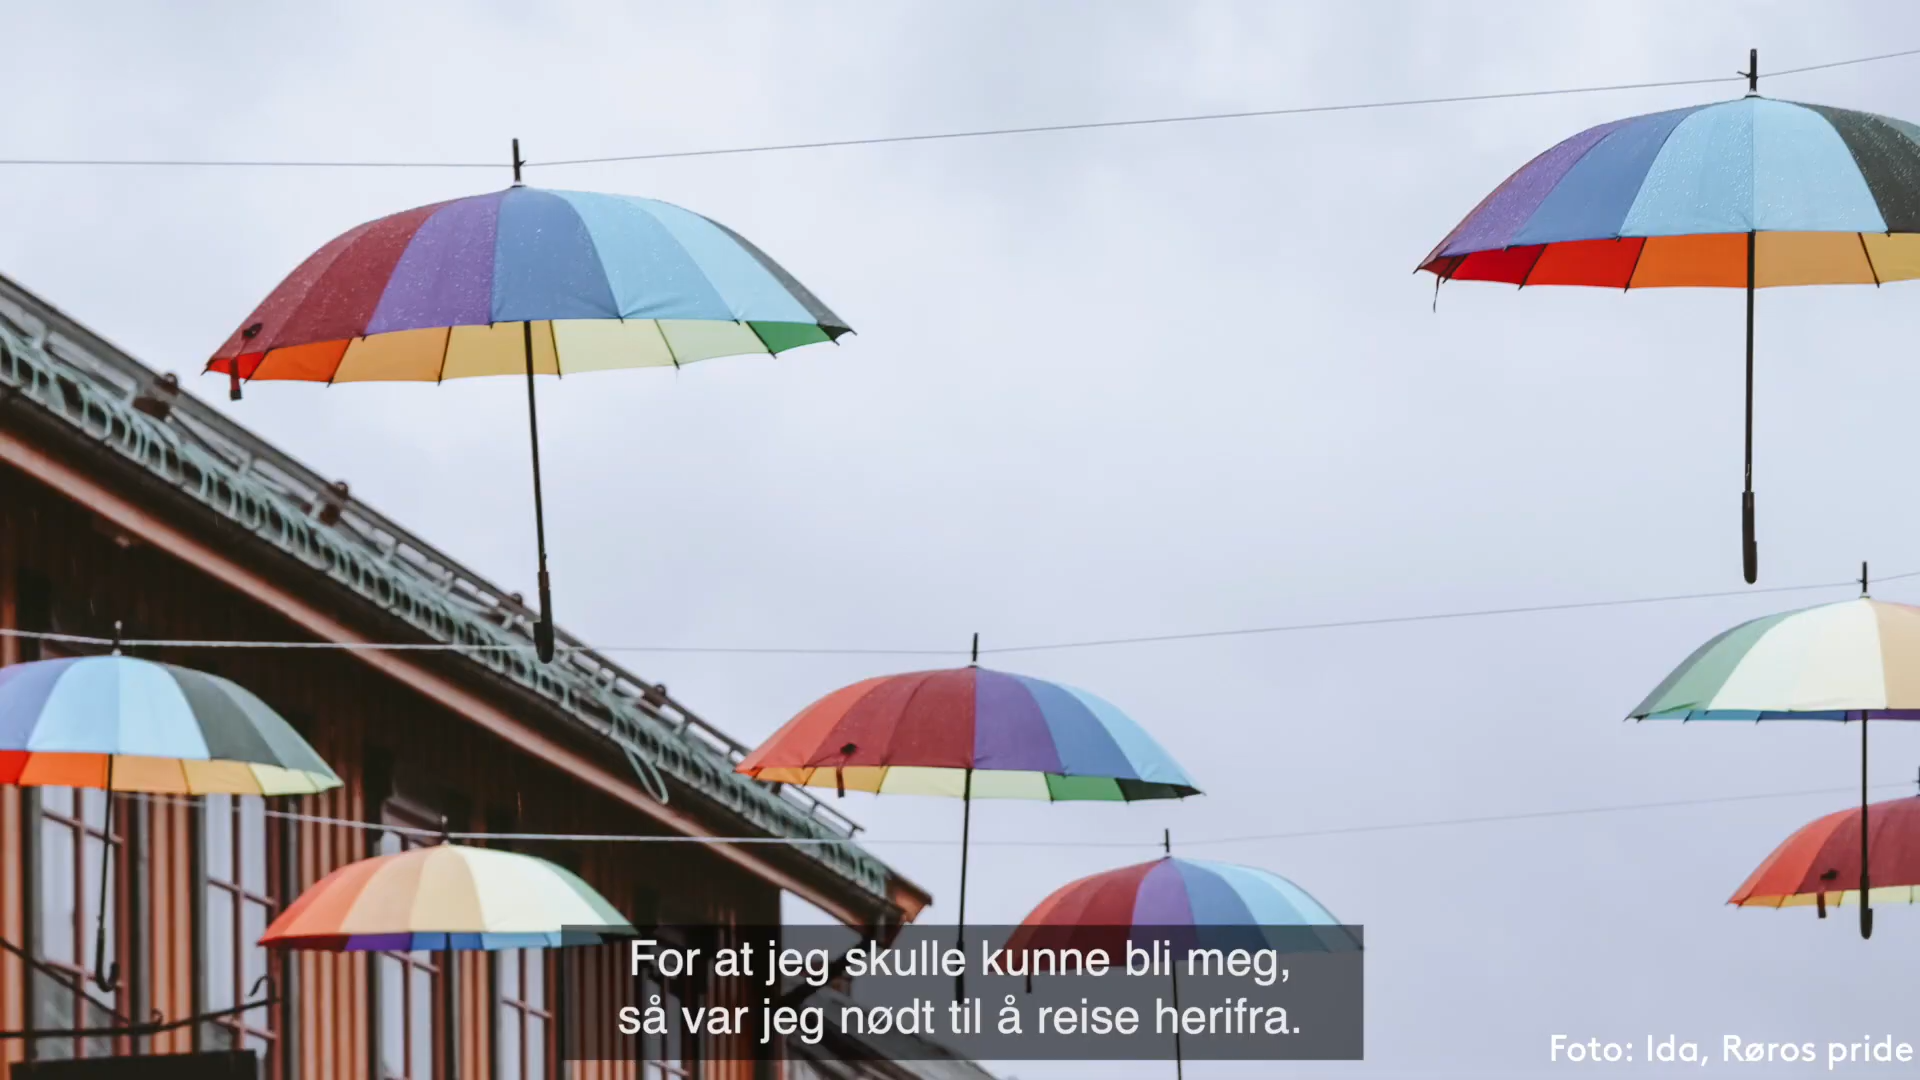 For at jeg skulle kunne bli meg,
så var jeg nødt til å reise herifra.
Foto: Ida, Røros pride